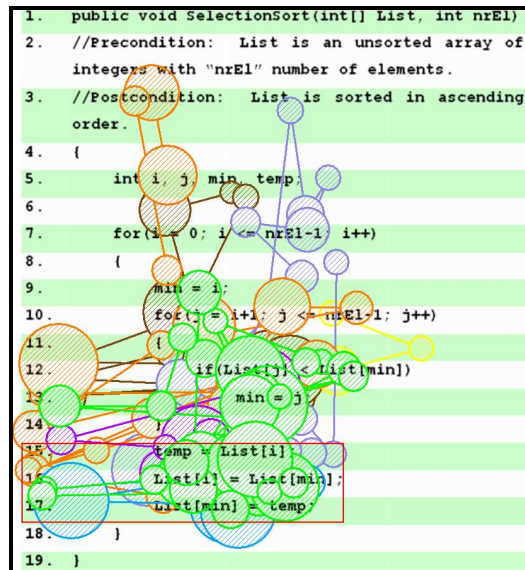 1. public void SelectionSort(int[] List, int nrEl)
2. //Precondition: List is an unsorted array of
integers with “nrEl” number of elements.
3. //Postcondition: List is sorted in ascending
order.
4. {
5. int i, j, min, temp;
6.
7. for(i = 0; i <= nrEl-1; i++)
8. {
9. min = i;
10. for(j = i+1; j <= nrEl-1; j++)
11. {
12. if(List[j] < List[min])
13. min = j
14. }
15. temp = List[i]
16. List[i] = List[min];
17. List[min] = temp;
18. }
19. }